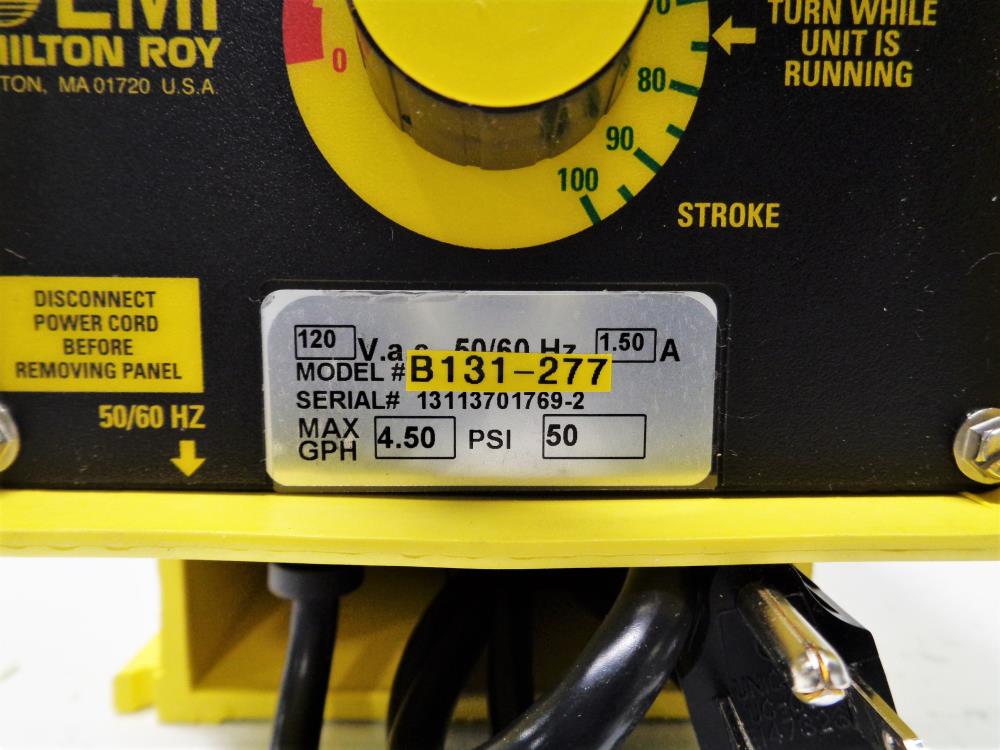 LMI
MILTON ROY
TON, MA 01720 U.S.A.
0
80
90
100
TURN WHILE
UNIT IS
RUNNING
STROKE
DISCONNECT
POWER CORD
BEFORE
REMOVING PANEL
50/60 HZ
120 V.a.c. 50/60 Hz 1.50 A
MODEL # B131-277
SERIAL# 13113701769-2
MAX GPH 4.50 PSI 50